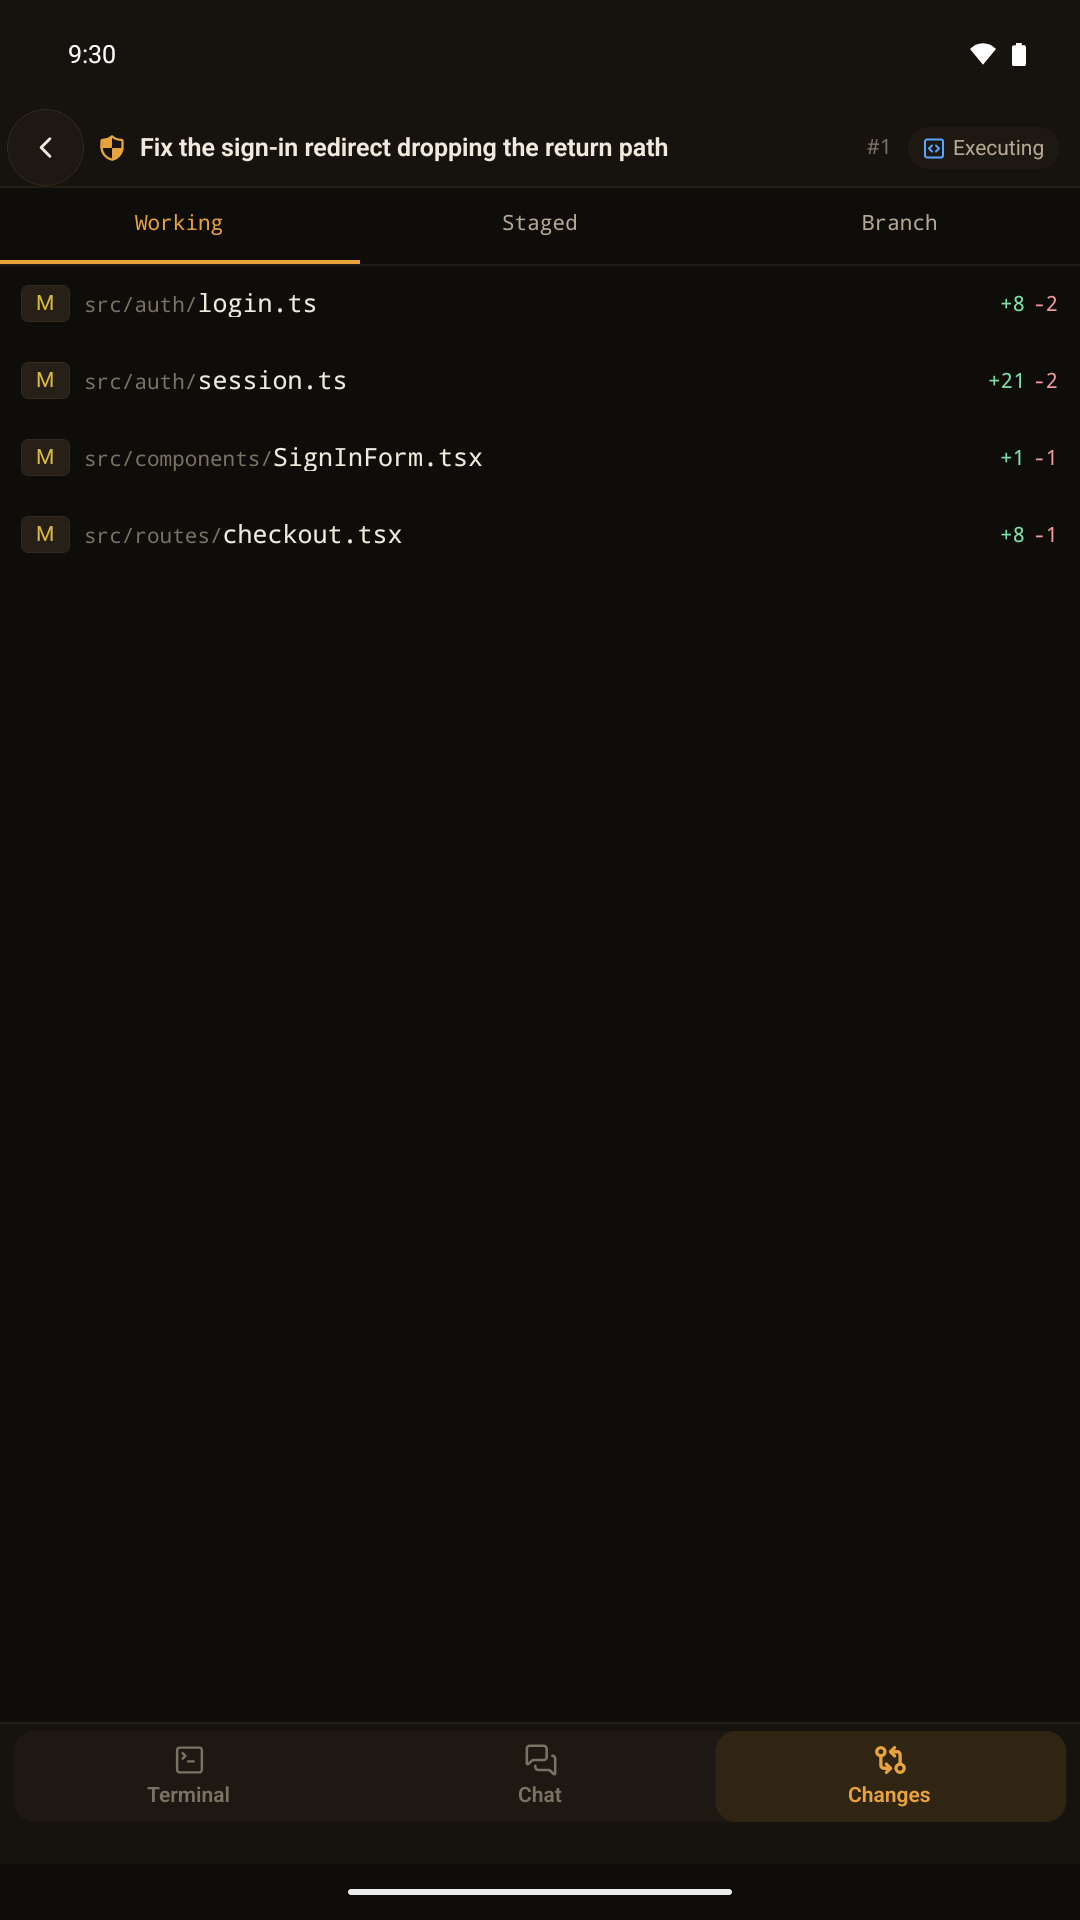 9:30
Fix the sign-in redirect dropping the return path #1 Executing
Working Staged Branch
M src/auth/login.ts +8 -2
M src/auth/session.ts +21 -2
M src/components/SignInForm.tsx +1 -1
M src/routes/checkout.tsx +8 -1
Terminal Chat Changes